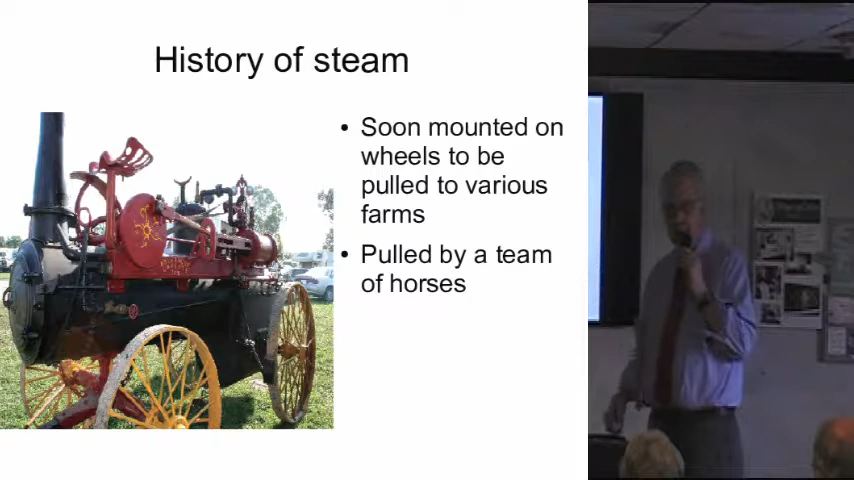 History of steam
• Soon mounted on
wheels to be
pulled to various
farms
• Pulled by a team
of horses